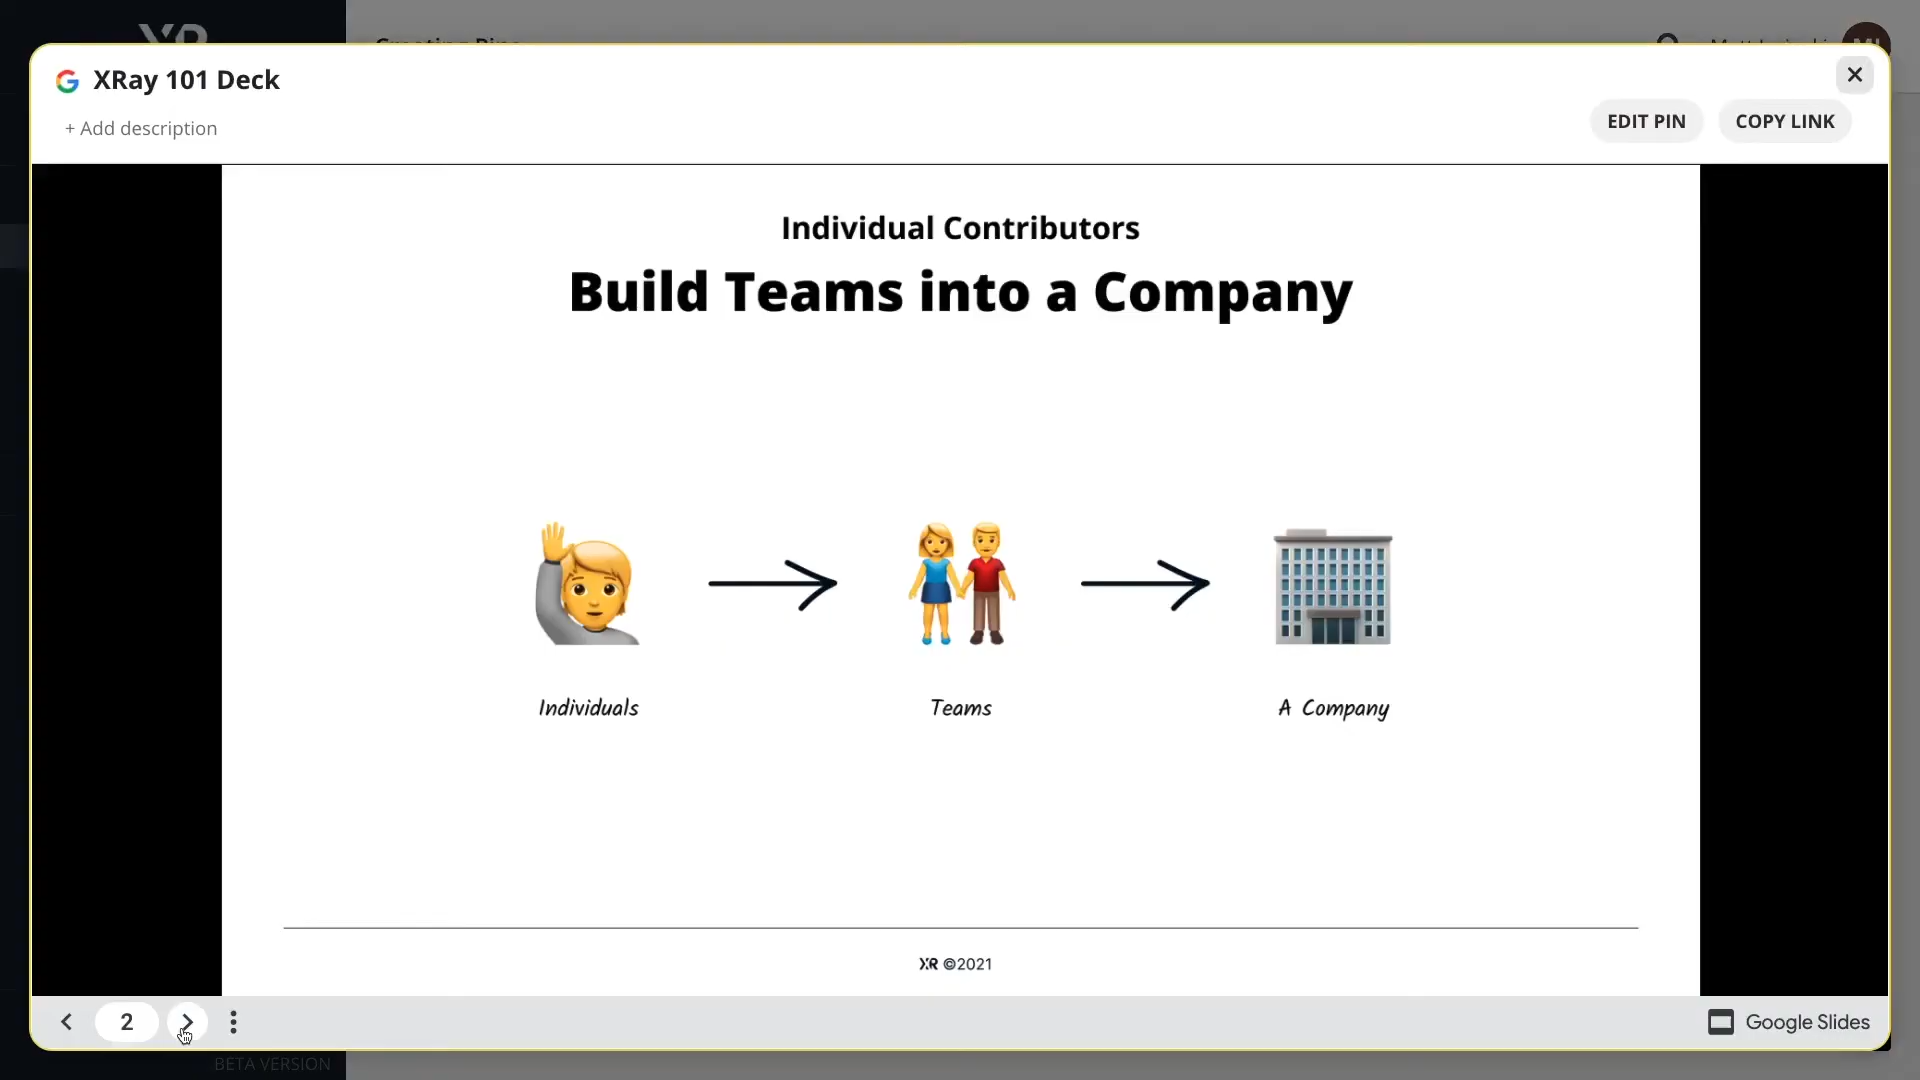 XRay 101 Deck
+ Add description
EDIT PIN
COPY LINK
Individual Contributors
Build Teams into a Company
Individuals
Teams
A Company
XR ©2021
2
Google Slides
BETA VERSION